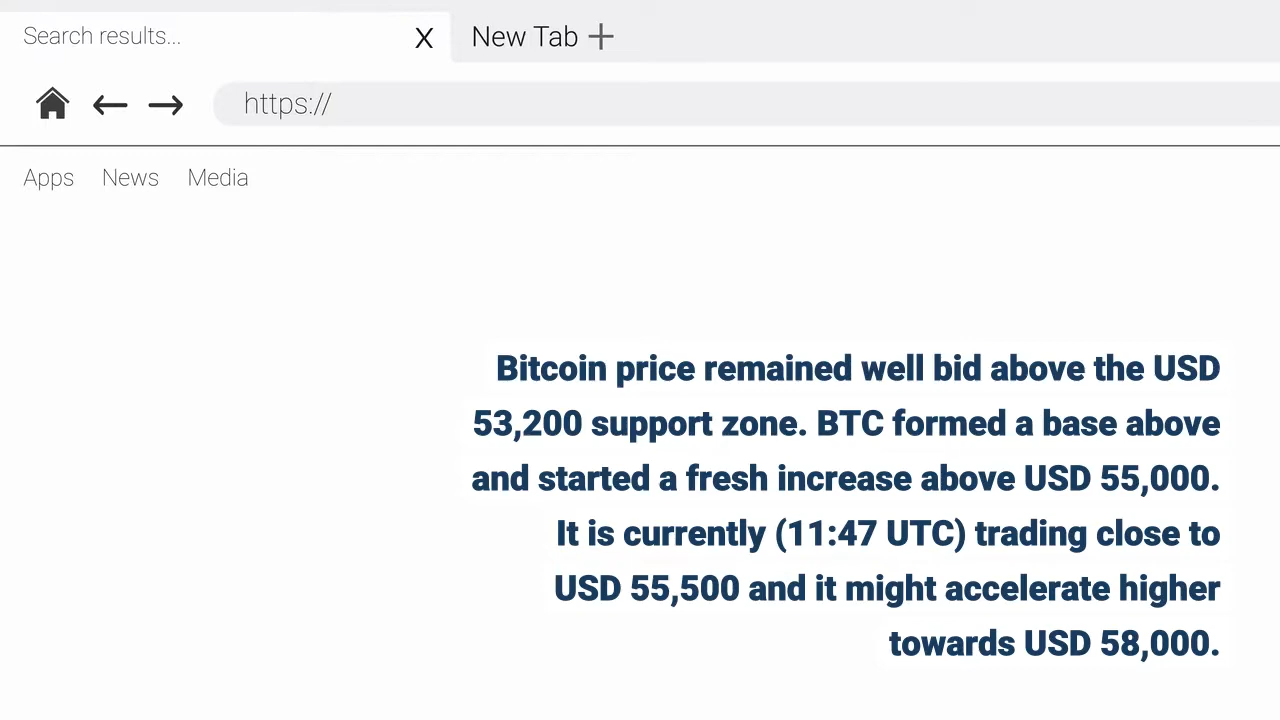 Search results...
X
New Tab +
https://
Apps News Media
Bitcoin price remained well bid above the USD
53,200 support zone. BTC formed a base above
and started a fresh increase above USD 55,000.
It is currently (11:47 UTC) trading close to
USD 55,500 and it might accelerate higher
towards USD 58,000.